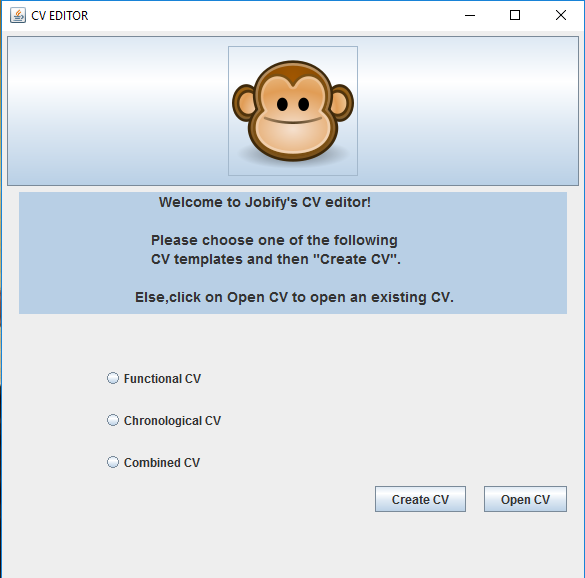 CV EDITOR
Welcome to Jobify's CV editor!
Please choose one of the following
CV templates and then "Create CV".
Else,click on Open CV to open an existing CV.
Functional CV
Chronological CV
Combined CV
Create CV
Open CV